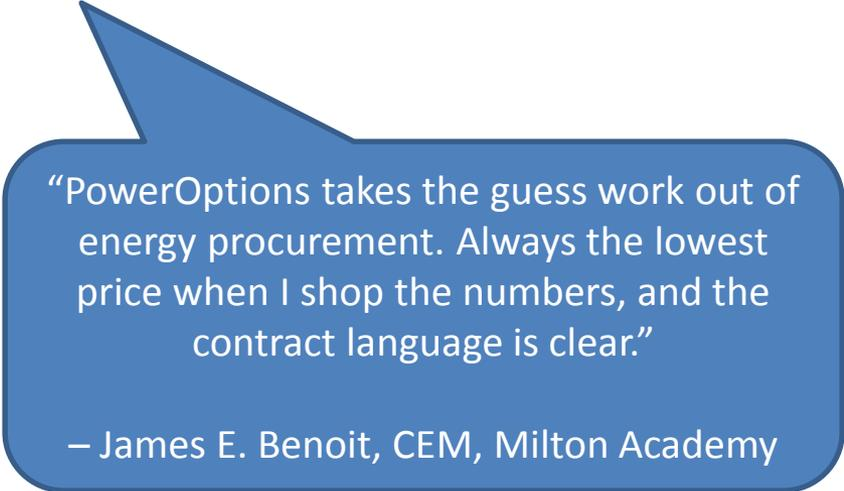 “PowerOptions takes the guess work out of
energy procurement. Always the lowest
price when I shop the numbers, and the
contract language is clear.”
– James E. Benoit, CEM, Milton Academy